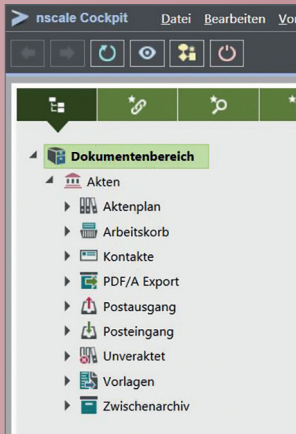 nscale Cockpit Datei Bearbeiten
Dokumentenbereich
Akten
Aktenplan
Arbeitskorb
Kontakte
PDF/A Export
Postausgang
Posteingang
Unveraktet
Vorlagen
Zwischenarchiv